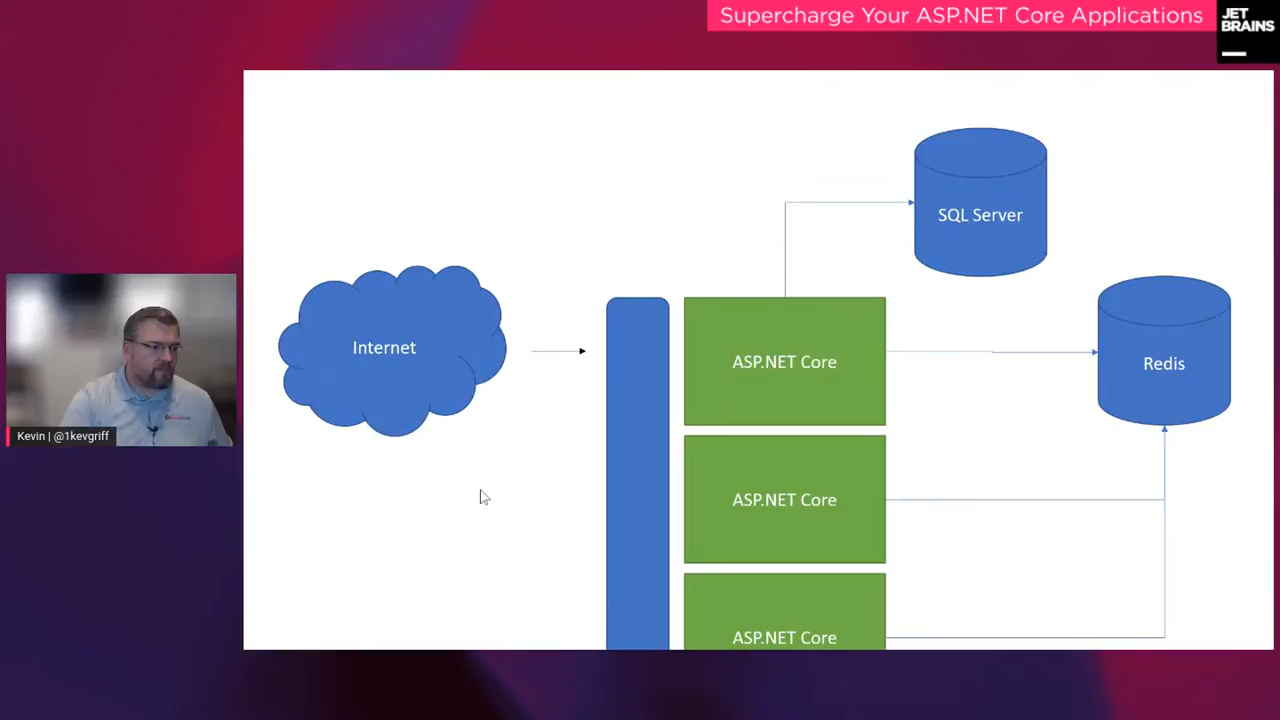 Supercharge Your ASP.NET Core Applications
JET
BRAINS
SQL Server
Internet
ASP.NET Core
Redis
Kevin | @1kevgriff
ASP.NET Core
ASP.NET Core